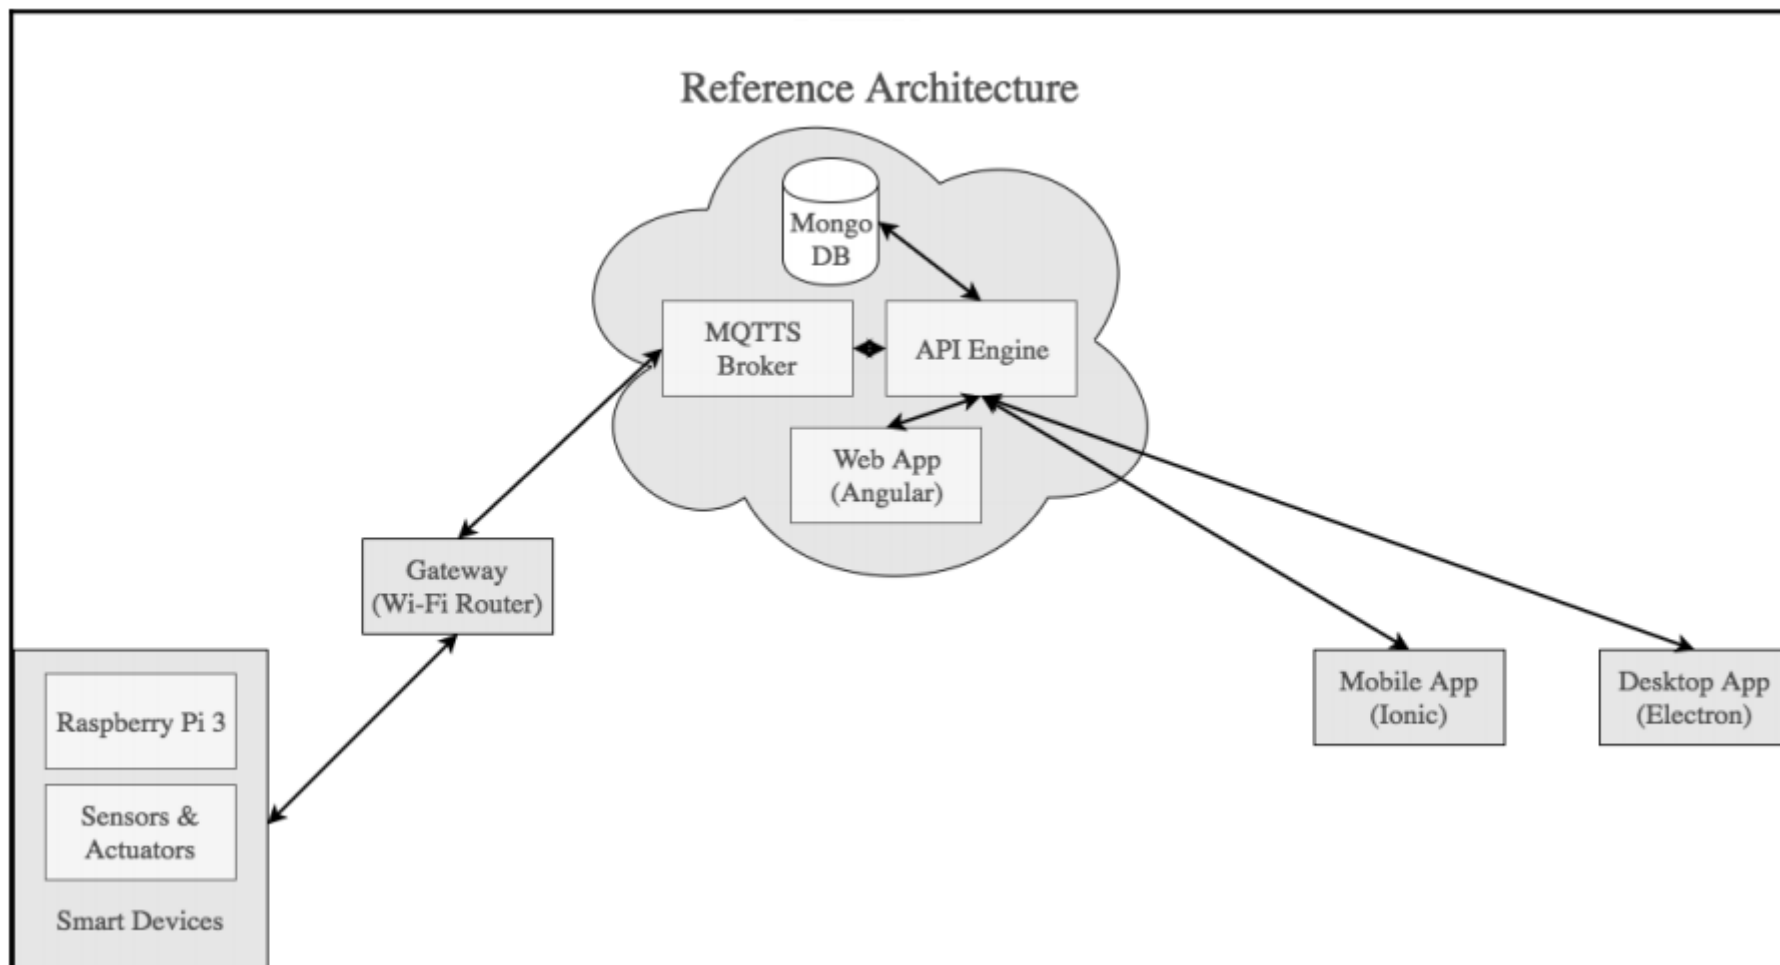 Reference Architecture
Mongo
DB
MQTTS
Broker
API Engine
Web App
(Angular)
Gateway
(Wi-Fi Router)
Raspberry Pi 3
Sensors &
Actuators
Smart Devices
Mobile App
(Ionic)
Desktop App
(Electron)